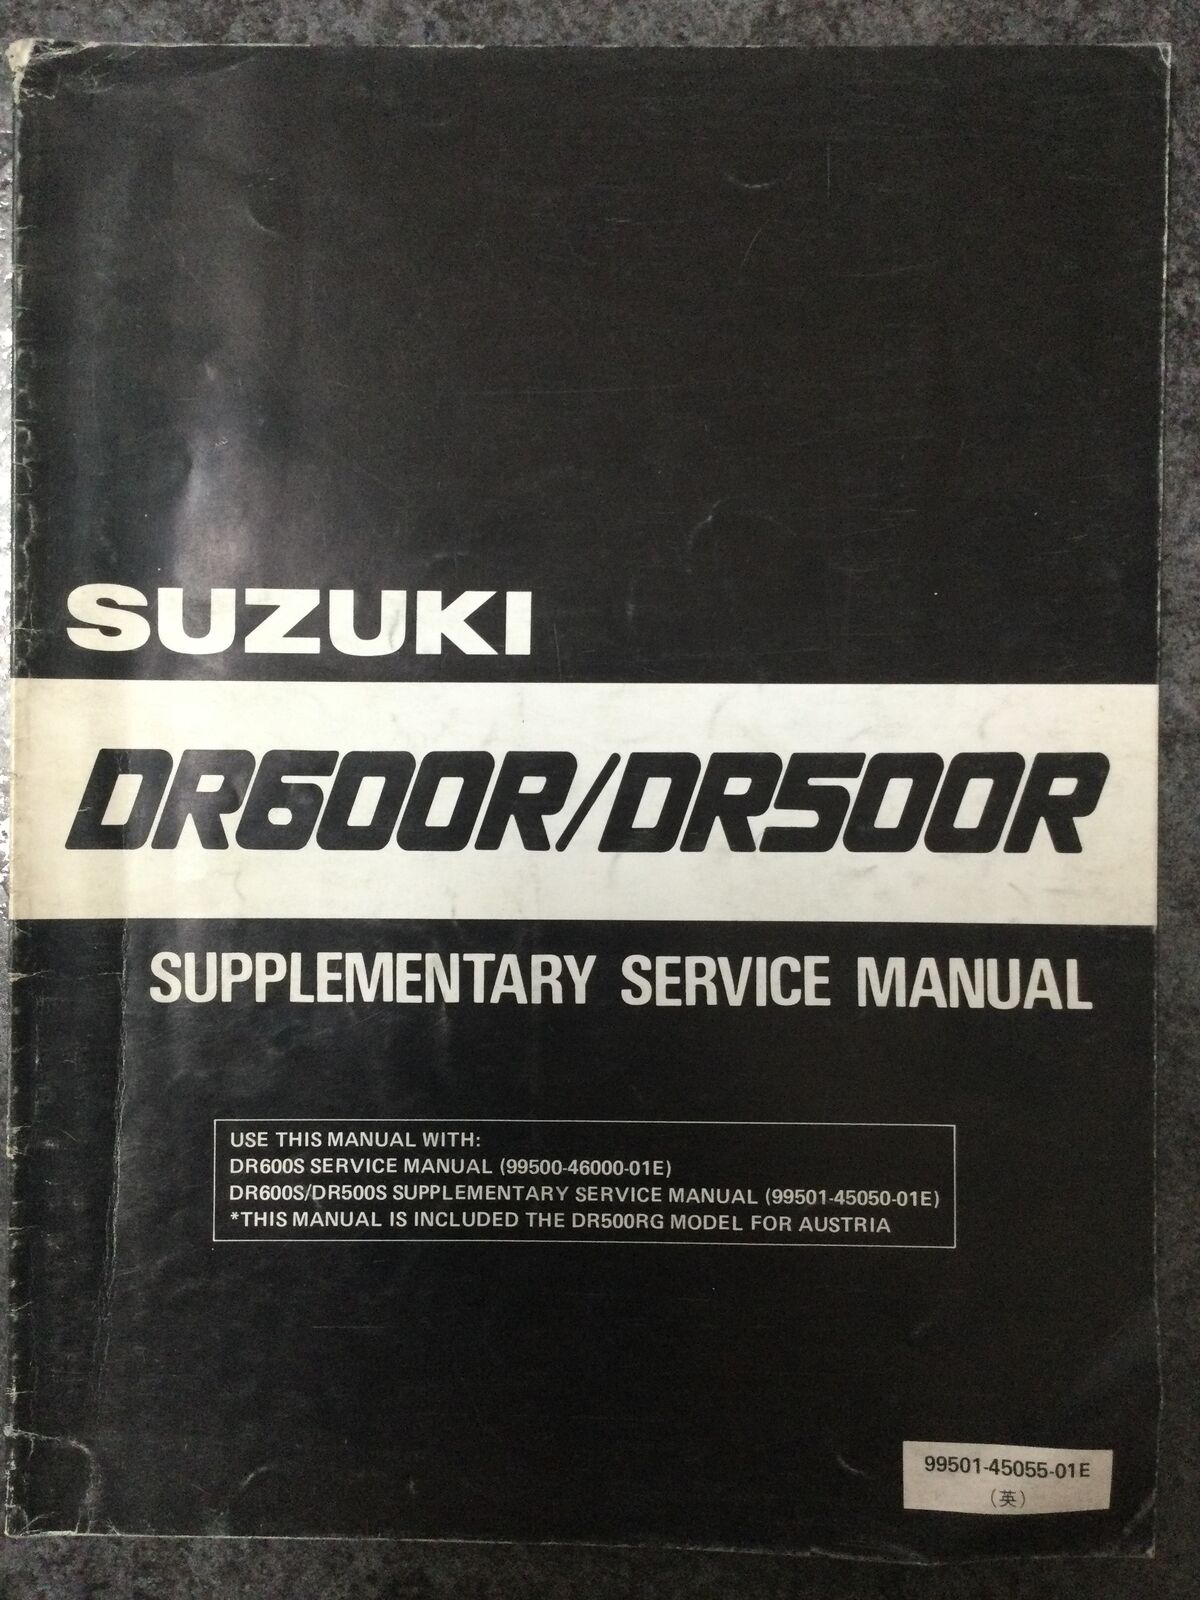 SUZUKI
DR600R/DR500R
SUPPLEMENTARY SERVICE MANUAL
USE THIS MANUAL WITH:
DR600S SERVICE MANUAL (99500-46000-01E)
DR600S/DR500S SUPPLEMENTARY SERVICE MANUAL (99501-45050-01E)
*THIS MANUAL IS INCLUDED THE DR500RG MODEL FOR AUSTRIA
99501-45055-01E
(英)